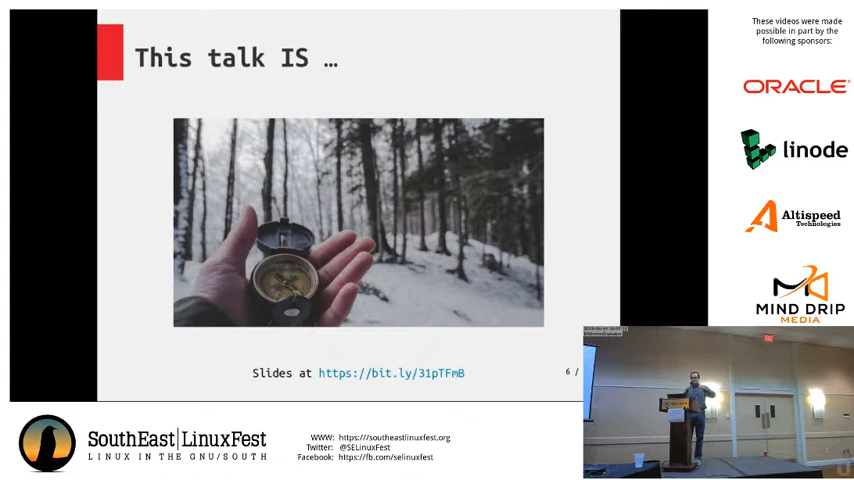 This talk IS …
Slides at https://bit.ly/31pTFmB
6 /
These videos were made
possible in part by the
following sponsors:
ORACLE
linode
Altispeed
Technologies
MIND DRIP
MEDIA
SouthEast|LinuxFest
LINUX IN THE GNU/SOUTH
WWW: https:///southeastlinuxfest.org
Twitter: @SELinuxFest
Facebook: https://fb.com/selinuxfest